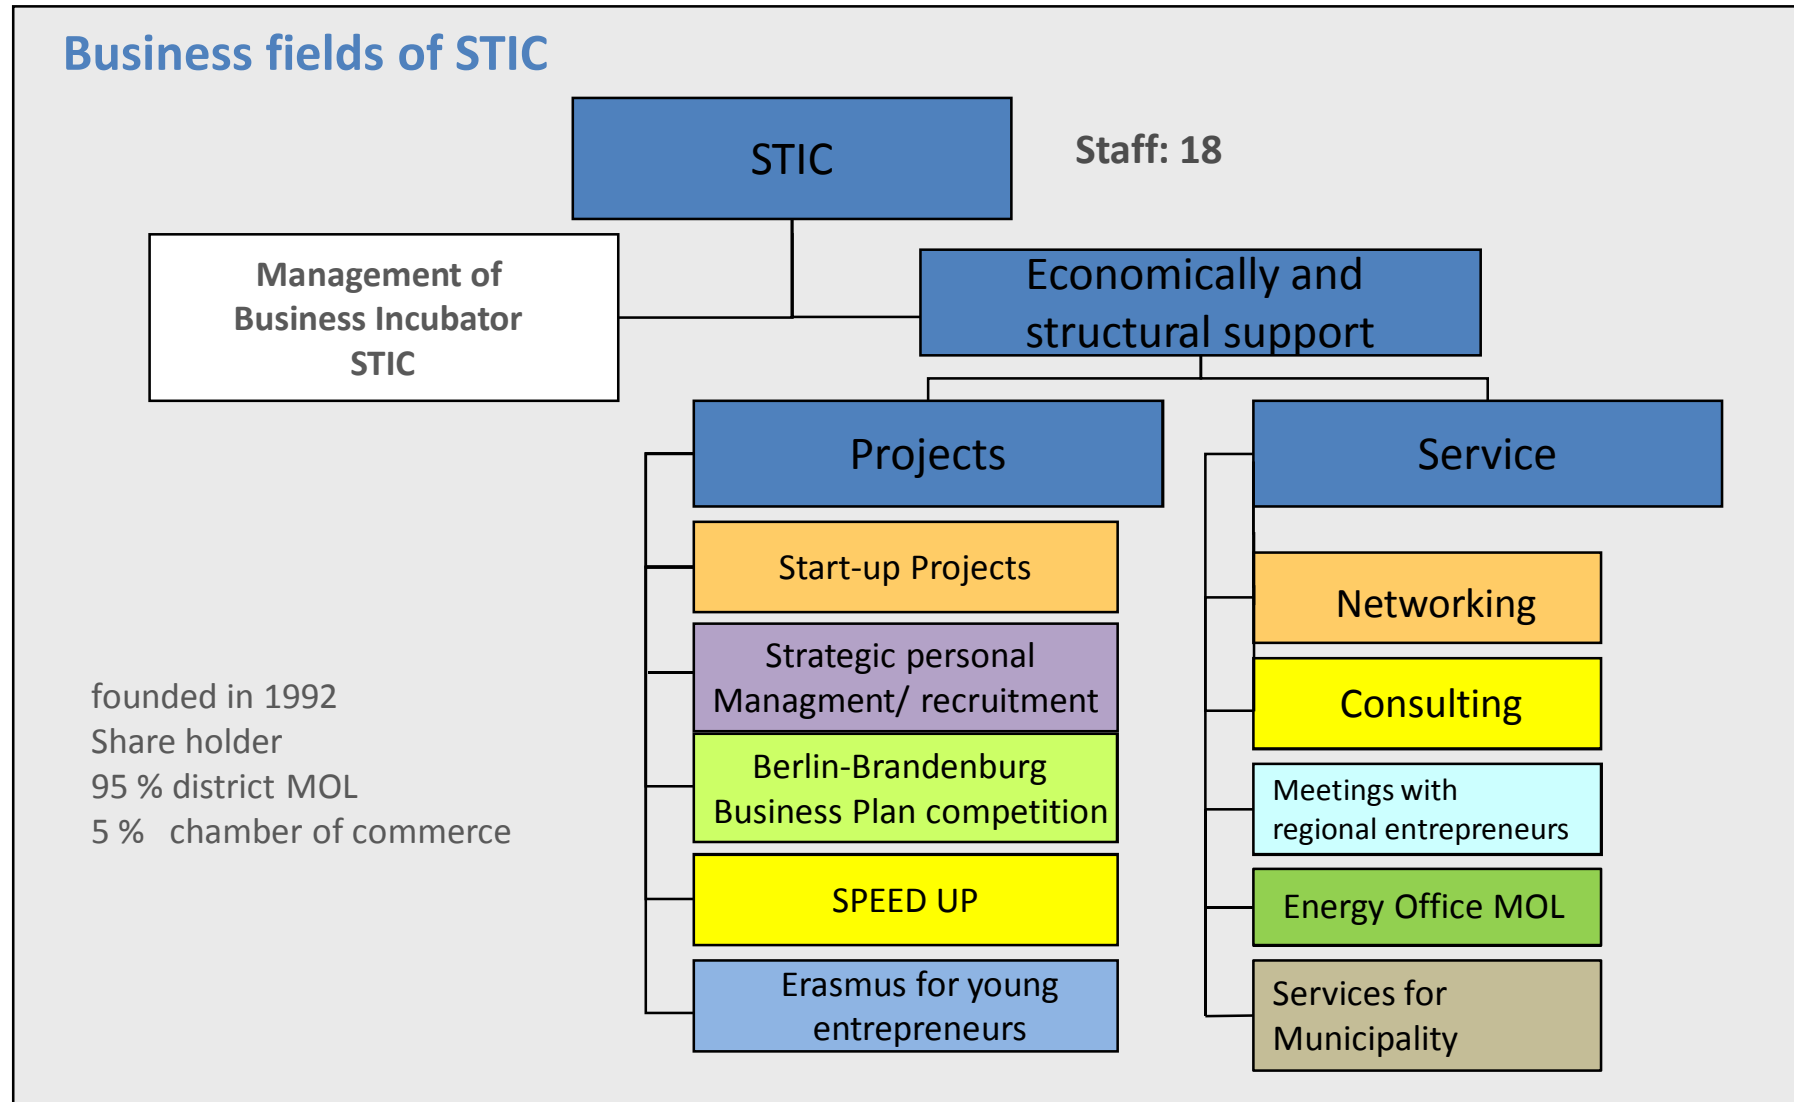 Business fields of STIC
STIC
Staff: 18
Management of
Business Incubator
STIC
Economically and
structural support
Projects
Service
Start-up Projects
Strategic personal
Managment/ recruitment
Berlin-Brandenburg
Business Plan competition
SPEED UP
Erasmus for young
entrepreneurs
Networking
Consulting
Meetings with
regional entrepreneurs
Energy Office MOL
Services for
Municipality
founded in 1992
Share holder
95 % district MOL
5 % chamber of commerce